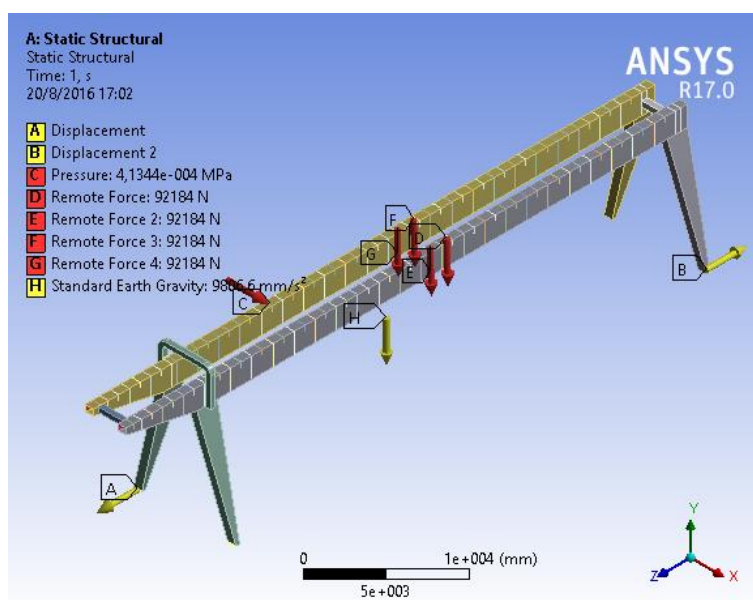 A: Static Structural
Static Structural
Time: 1, s
20/8/2016 17:02
A Displacement
B Displacement 2
C Pressure: 4,1344e-004 MPa
D Remote Force: 92184 N
E Remote Force 2: 92184 N
F Remote Force 3: 92184 N
G Remote Force 4: 92184 N
H Standard Earth Gravity: 9806,6 mm/s²
ANSYS
R17.0
F
D
G
E
C
H
B
A
0
1e+004 (mm)
5e+003
Y
Z
X